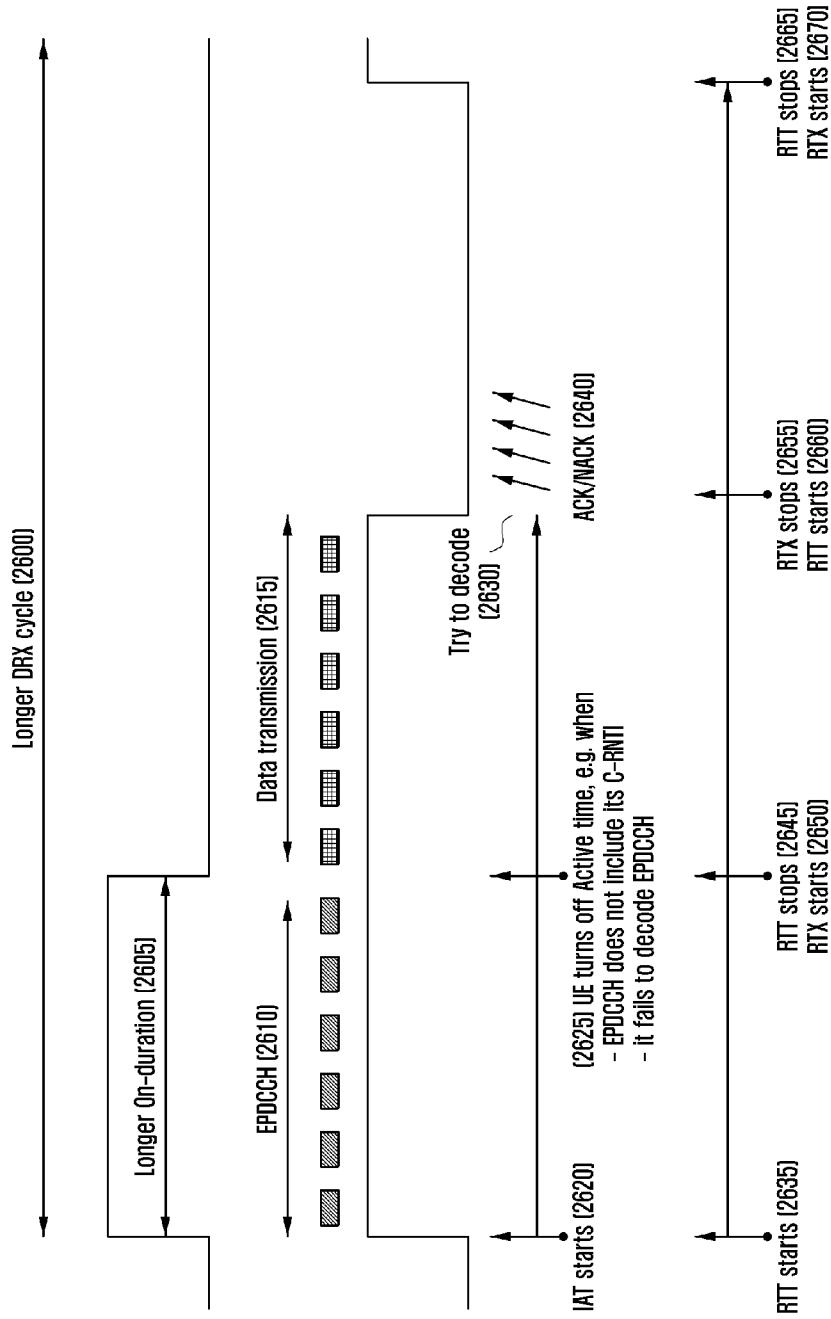 Longer DRX cycle (2600)
Longer On-duration (2605)
EPDCCH (2610)
Data transmission (2615)
Try to decode
(2630)
IAT starts (2620)
(2625) UE turns off Active time, e.g. when
- EPDCCH does not include its C-RNTI
- it fails to decode EPDCCH
ACK/NACK (2640)
RTT starts (2635)
RTT stops (2645)
RTX starts (2650)
RTX stops (2655)
RTT starts (2660)
RTT stops (2665)
RTX starts (2670)